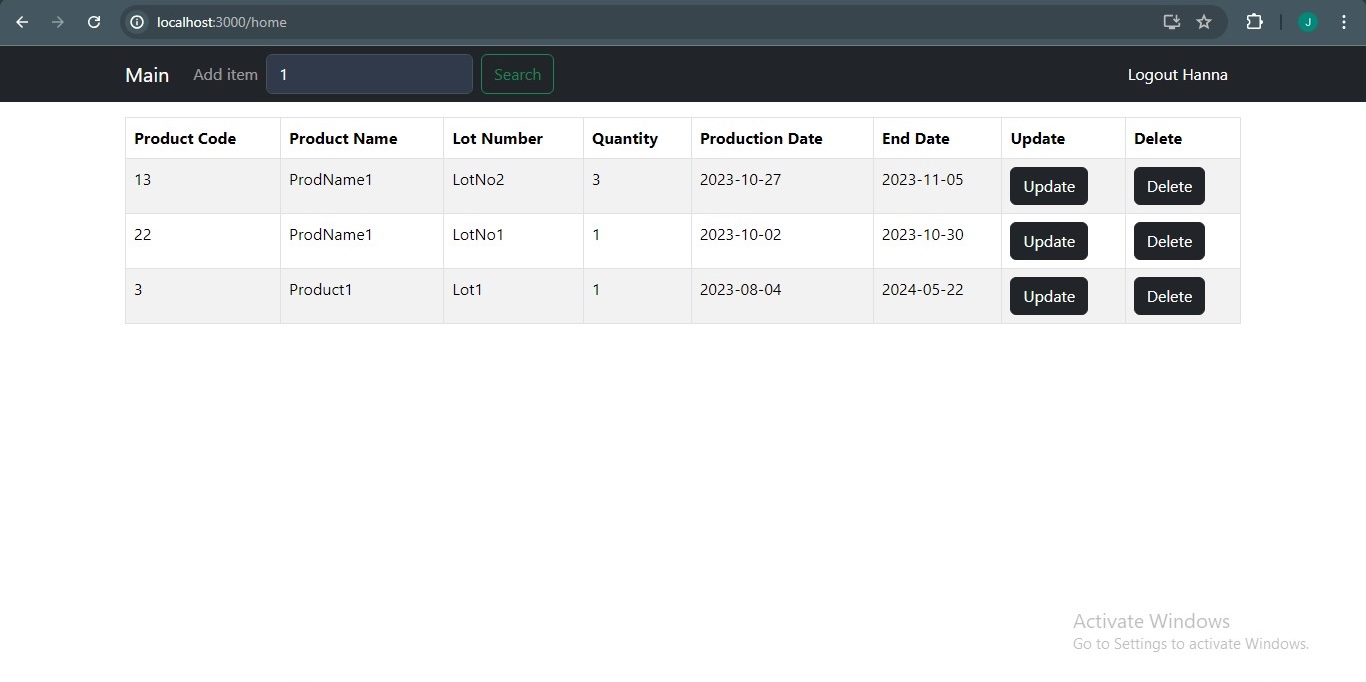 localhost:3000/home
J
Main Add item 1 Search Logout Hanna
Product Code Product Name Lot Number Quantity Production Date End Date Update Delete
13 ProdName1 LotNo2 3 2023-10-27 2023-11-05 Update Delete
22 ProdName1 LotNo1 1 2023-10-02 2023-10-30 Update Delete
3 Product1 Lot1 1 2023-08-04 2024-05-22 Update Delete
Activate Windows
Go to Settings to activate Windows.